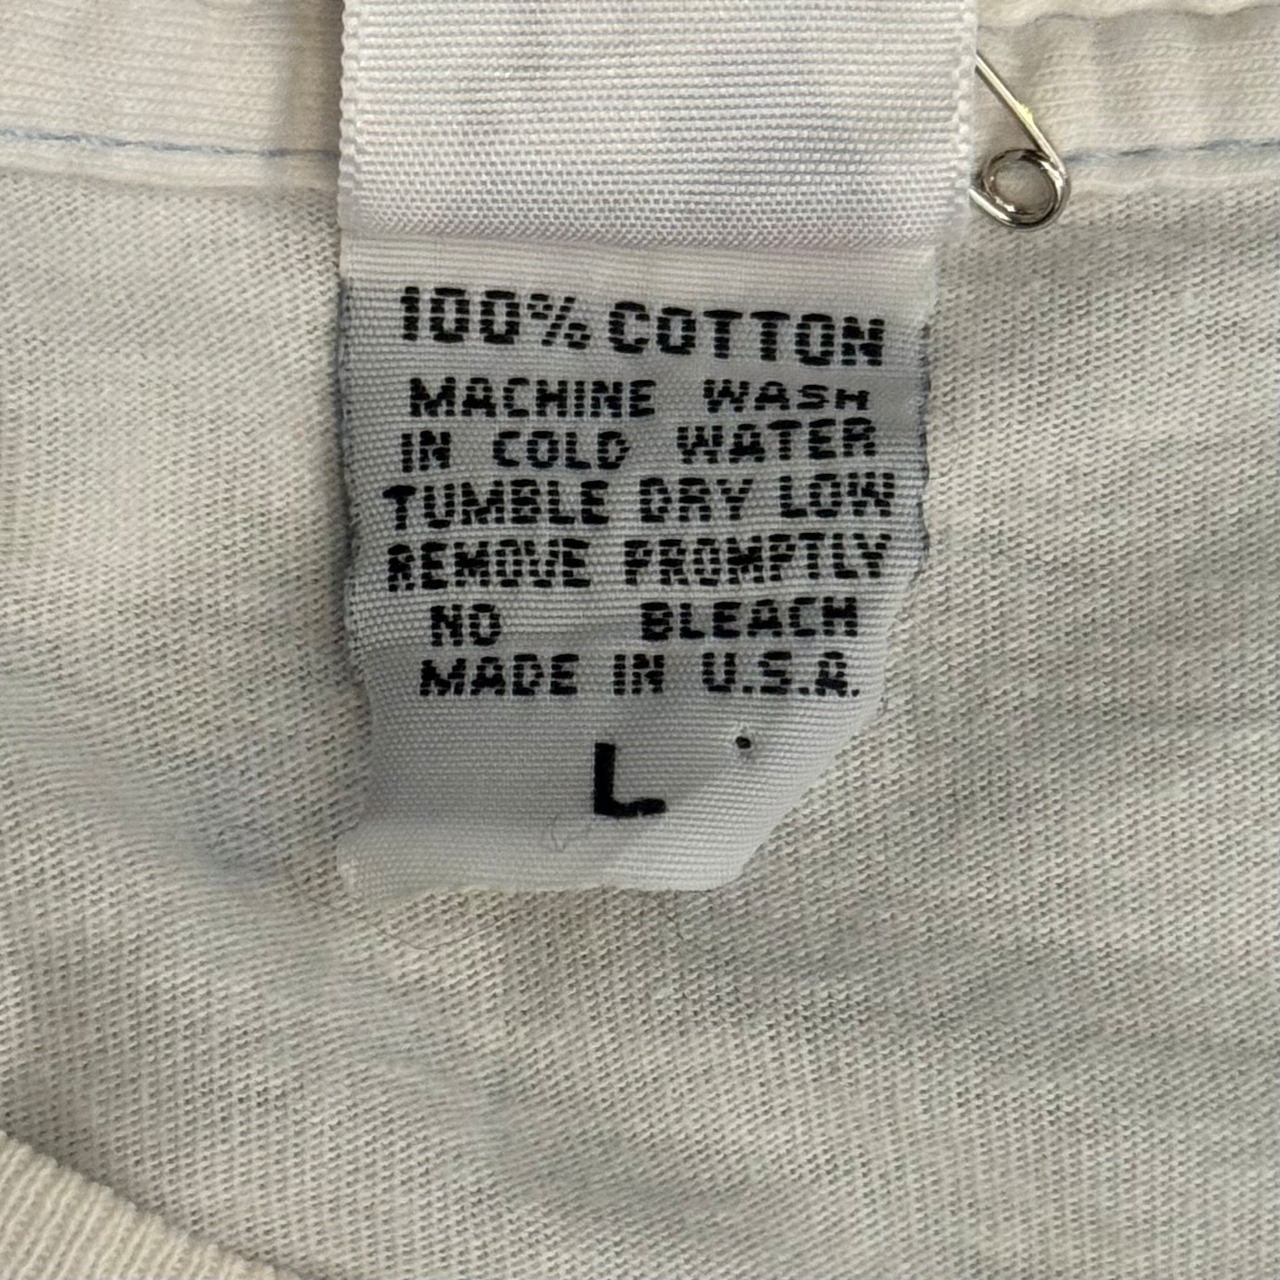 100% COTTON
MACHINE WASH
IN COLD WATER
TUMBLE DRY LOW
REMOVE PROMPTLY
NO BLEACH
MADE IN U.S.A.
L